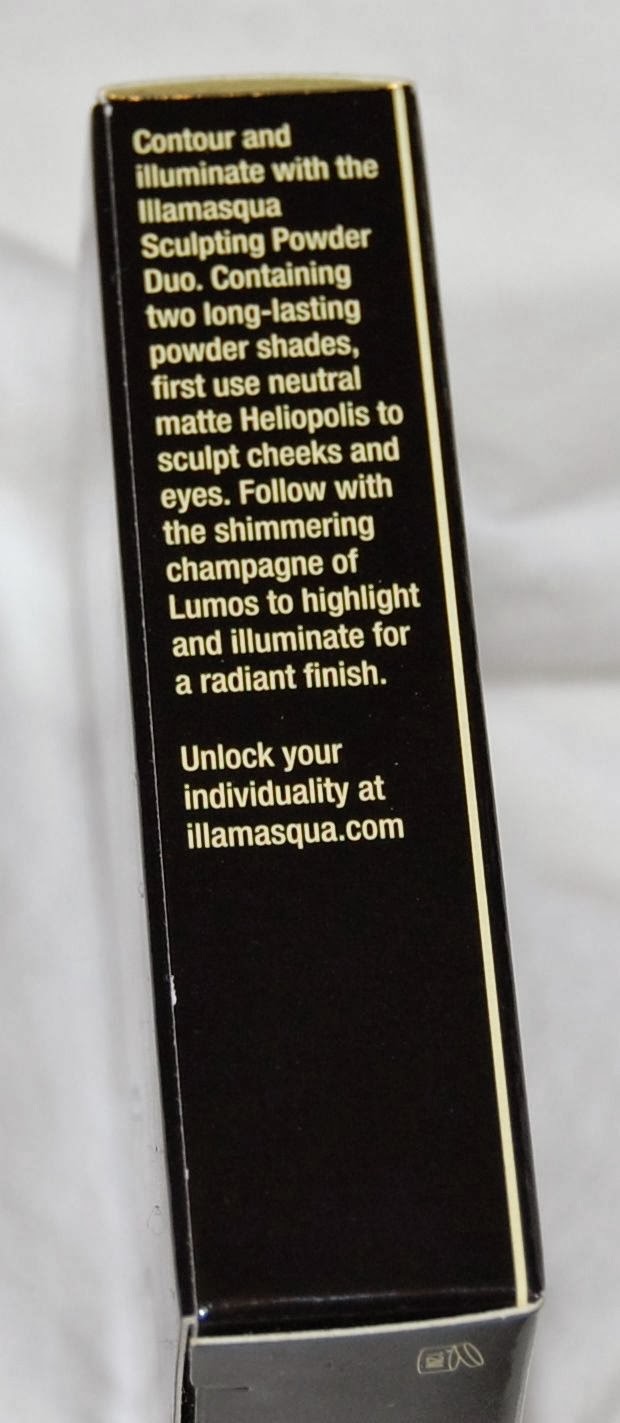 Contour and
illuminate with the
Illamasqua
Sculpting Powder
Duo. Containing
two long-lasting
powder shades,
first use neutral
matte Heliopolis to
sculpt cheeks and
eyes. Follow with
the shimmering
champagne of
Lumos to highlight
and illuminate for
a radiant finish.
Unlock your
individuality at
illamasqua.com